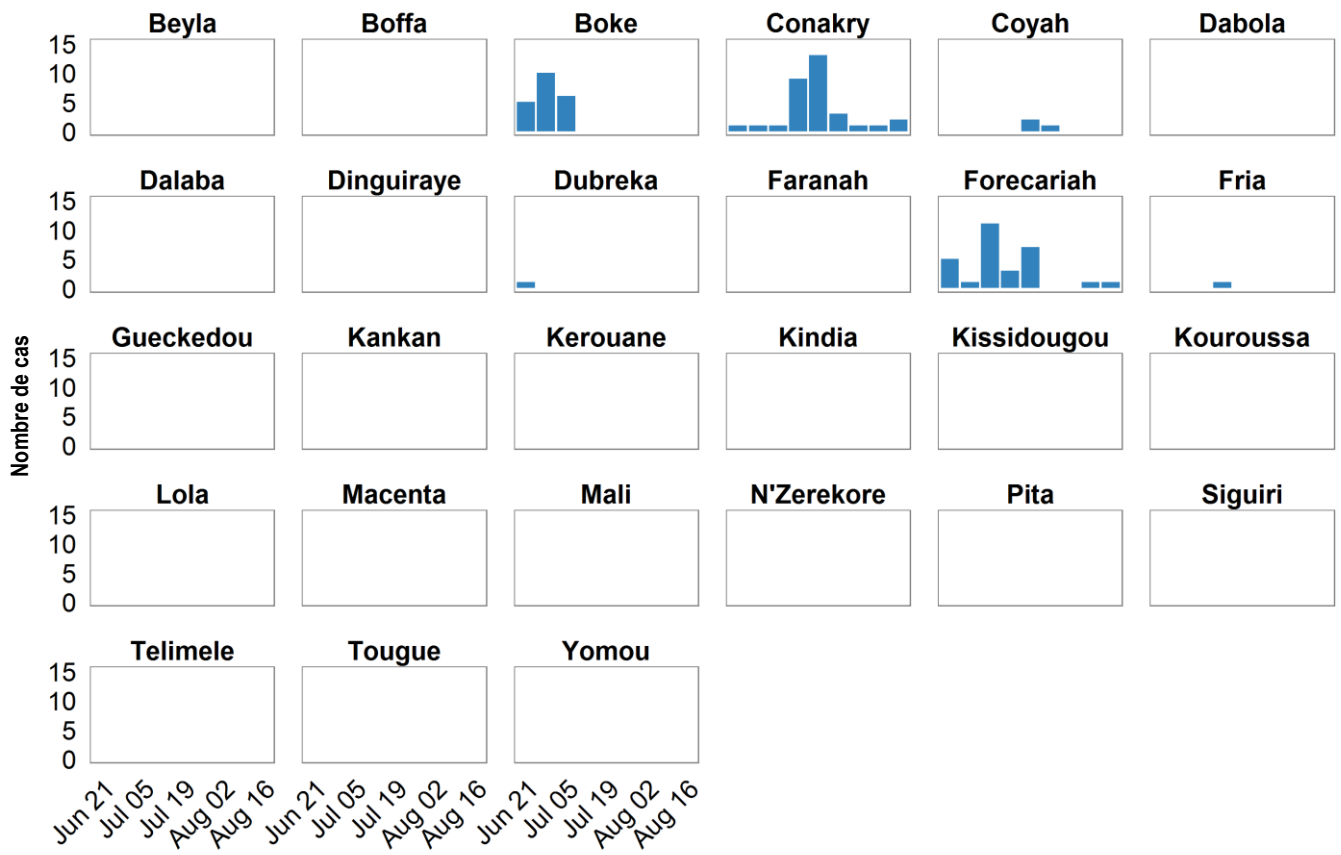 Beyla Boffa Boke Conakry Coyah Dabola
15
10
5
0
Dalaba Dinguiraye Dubreka Faranah Forecariah Fria
15
10
5
0
Gueckedou Kankan Kerouane Kindia Kissidougou Kouroussa
15
10
5
0
Nombre de cas
Lola Macenta Mali N'Zerekore Pita Siguiri
15
10
5
0
Telimele Tougue Yomou
15
10
5
0
Jun 21 Jul 05 Jul 19 Aug 02 Aug 16 Jun 21 Jul 05 Jul 19 Aug 02 Aug 16 Jun 21 Jul 05 Jul 19 Aug 02 Aug 16